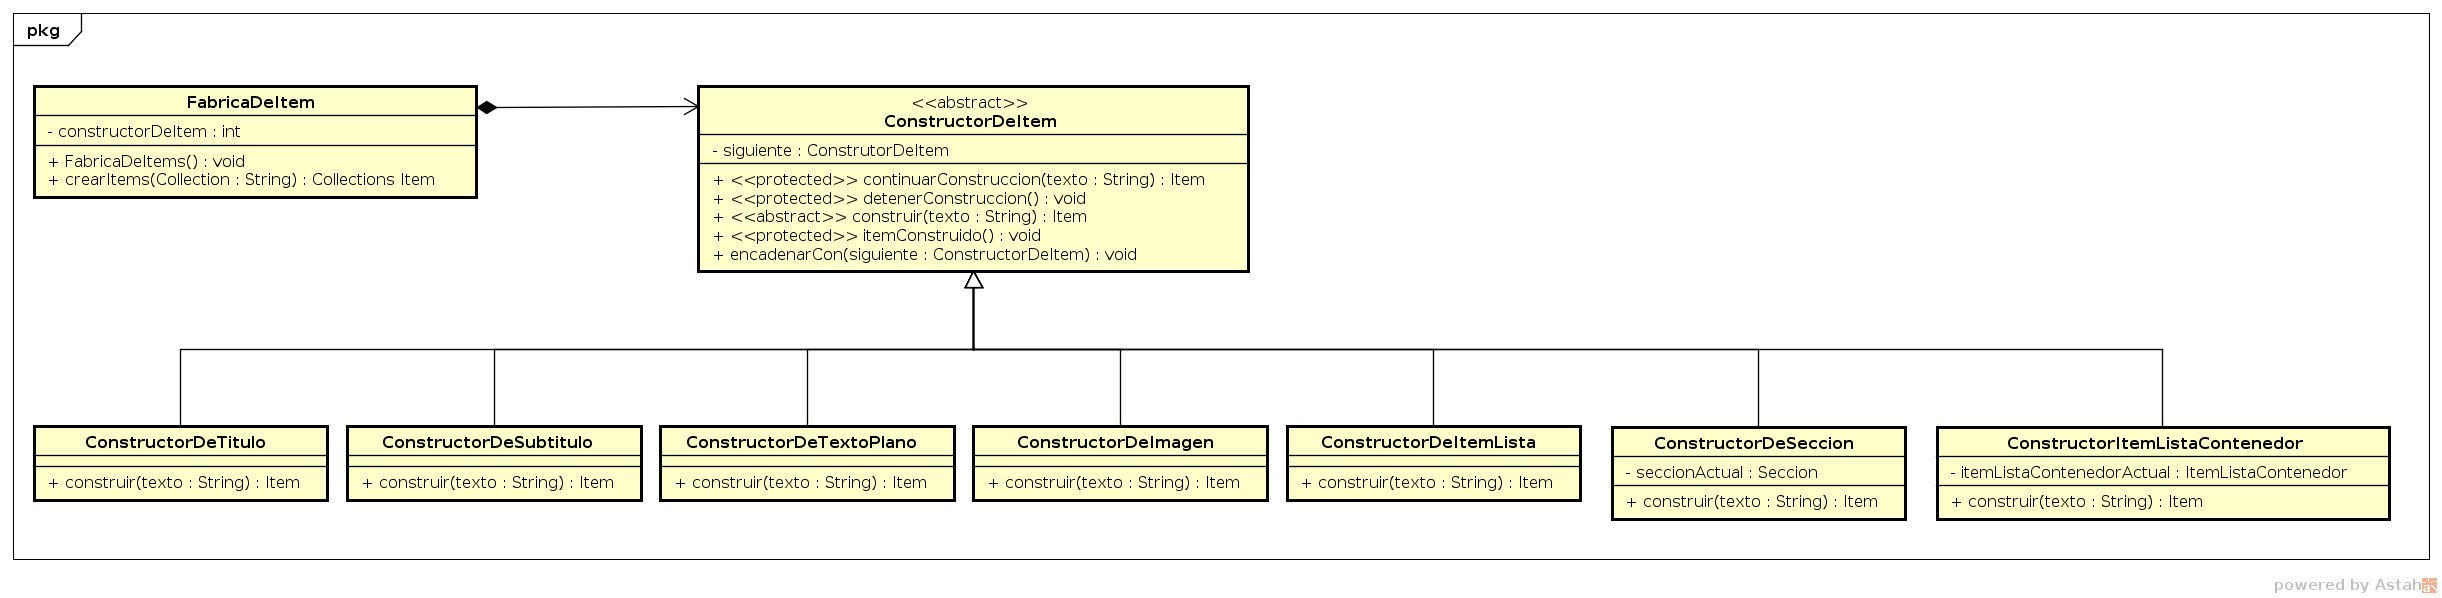 pkg
FabricaDeItem
- constructorDeItem : int
+ FabricaDeItems() : void
+ crearItems(Collection : String) : Collections Item
<<abstract>>
ConstructorDeItem
- siguiente : ConstrutorDeItem
+ <<protected>> continuarConstruccion(texto : String) : Item
+ <<protected>> detenerConstruccion() : void
+ <<abstract>> construir(texto : String) : Item
+ <<protected>> itemConstruido() : void
+ encadenarCon(siguiente : ConstructorDeItem) : void
ConstructorDeTitulo
+ construir(texto : String) : Item
ConstructorDeSubtitulo
+ construir(texto : String) : Item
ConstructorDeTextoPlano
+ construir(texto : String) : Item
ConstructorDeImagen
+ construir(texto : String) : Item
ConstructorDeItemLista
+ construir(texto : String) : Item
ConstructorDeSeccion
- seccionActual : Seccion
+ construir(texto : String) : Item
ConstructorItemListaContenedor
- itemListaContenedorActual : ItemListaContenedor
+ construir(texto : String) : Item
powered by Astah